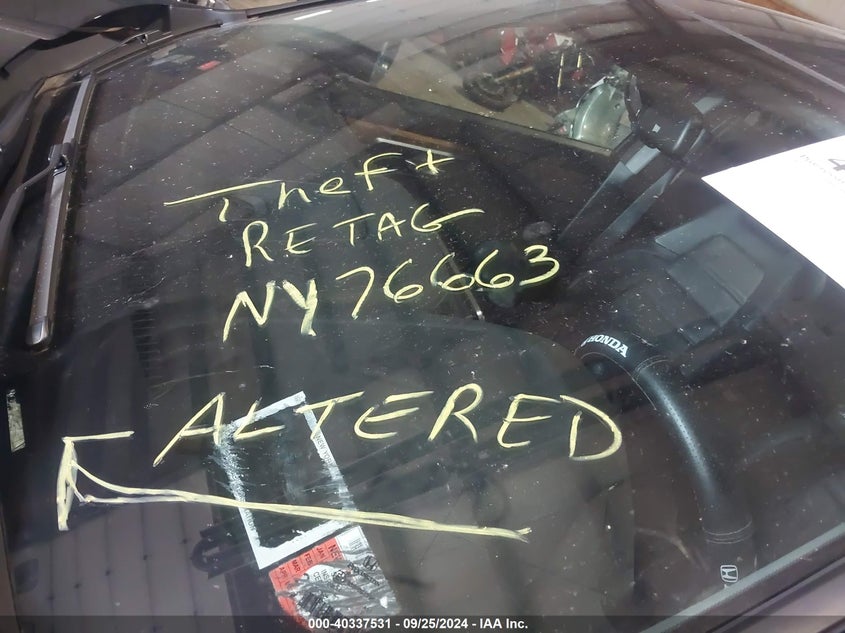 Theft
RETAG
NY76663
ALTERED
HONDA
000-40337531 - 09/25/2024 - IAA Inc.